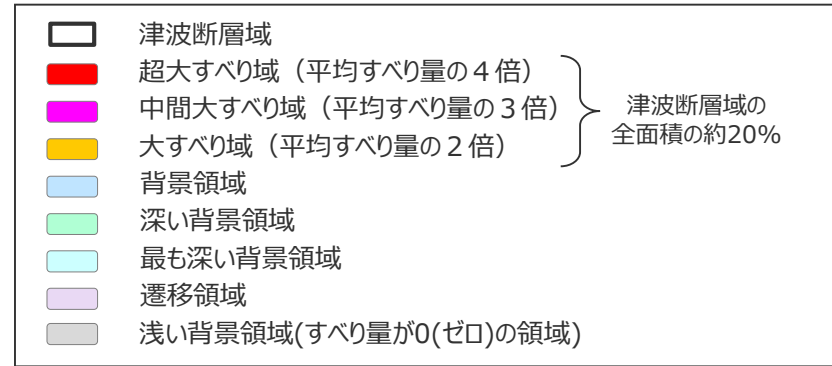 津波断層域
超大すべり域（平均すべり量の４倍）
中間大すべり域（平均すべり量の３倍）
大すべり域（平均すべり量の２倍）
津波断層域の
全面積の約20%
背景領域
深い背景領域
最も深い背景領域
遷移領域
浅い背景領域(すべり量が0(ゼロ)の領域)